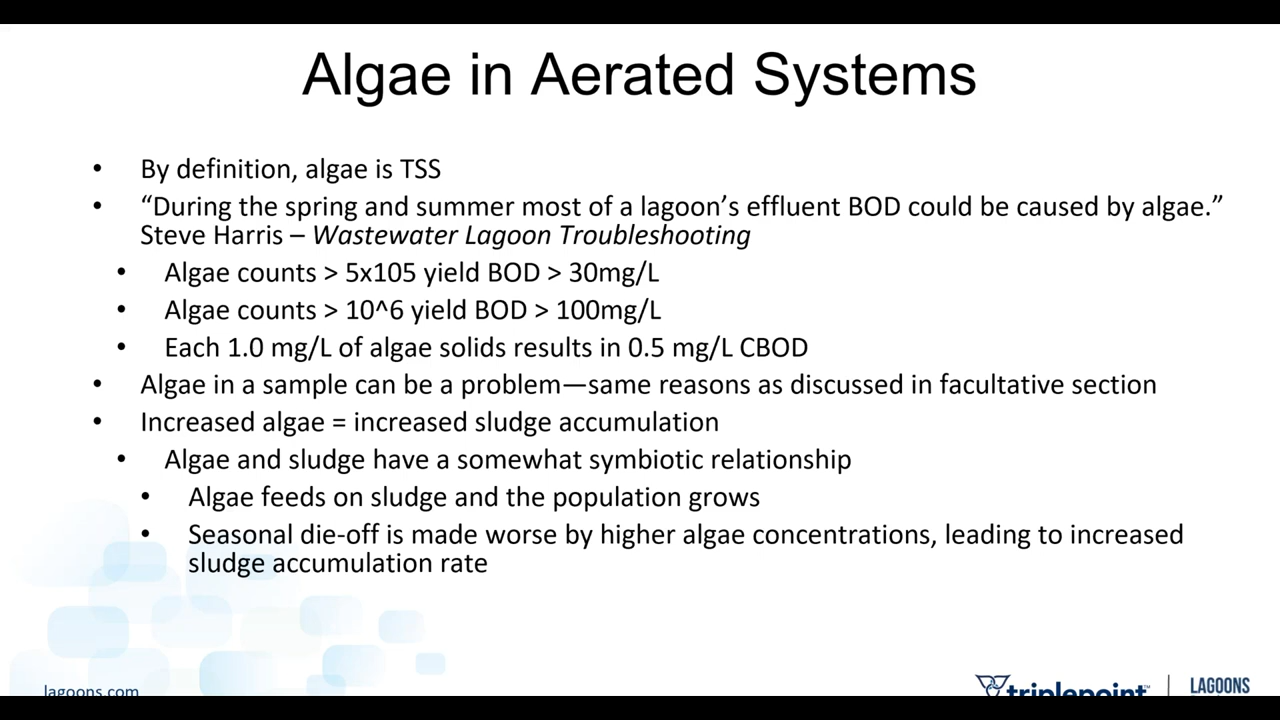 Algae in Aerated Systems
• By definition, algae is TSS
• “During the spring and summer most of a lagoon’s effluent BOD could be caused by algae.”
Steve Harris – Wastewater Lagoon Troubleshooting
• Algae counts > 5x105 yield BOD > 30mg/L
• Algae counts > 10^6 yield BOD > 100mg/L
• Each 1.0 mg/L of algae solids results in 0.5 mg/L CBOD
• Algae in a sample can be a problem—same reasons as discussed in facultative section
• Increased algae = increased sludge accumulation
• Algae and sludge have a somewhat symbiotic relationship
• Algae feeds on sludge and the population grows
• Seasonal die-off is made worse by higher algae concentrations, leading to increased
sludge accumulation rate
lagoons.com
triplepoint™ | LAGOONS